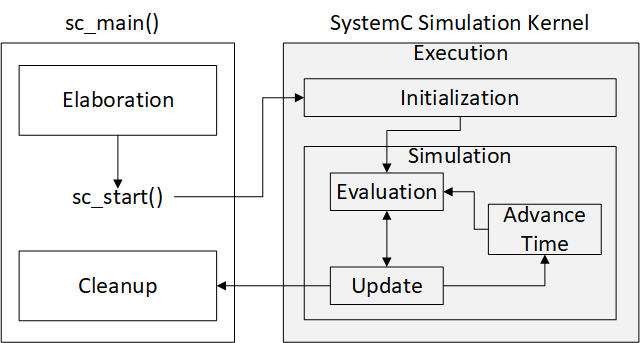 sc_main()
SystemC Simulation Kernel
Execution
Elaboration
Initialization
Simulation
sc_start()
Evaluation
Advance
Time
Cleanup
Update